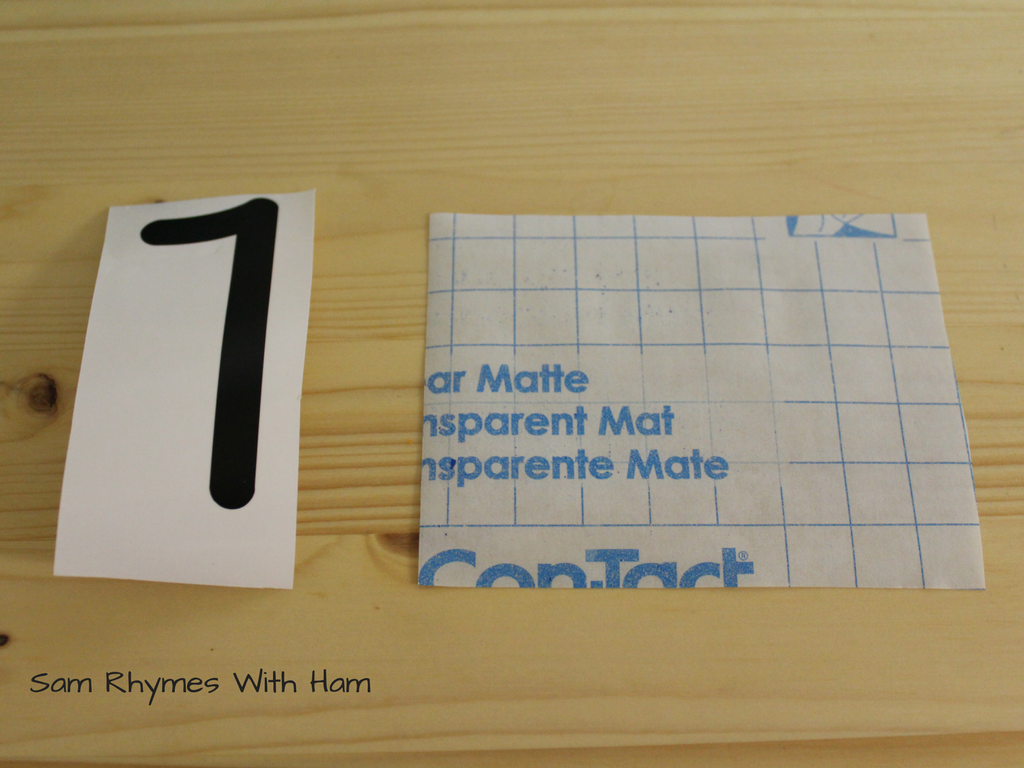 1
ar Matte
nsparent Mat
nsparente Mate
Con-Tact®
Sam Rhymes With Ham